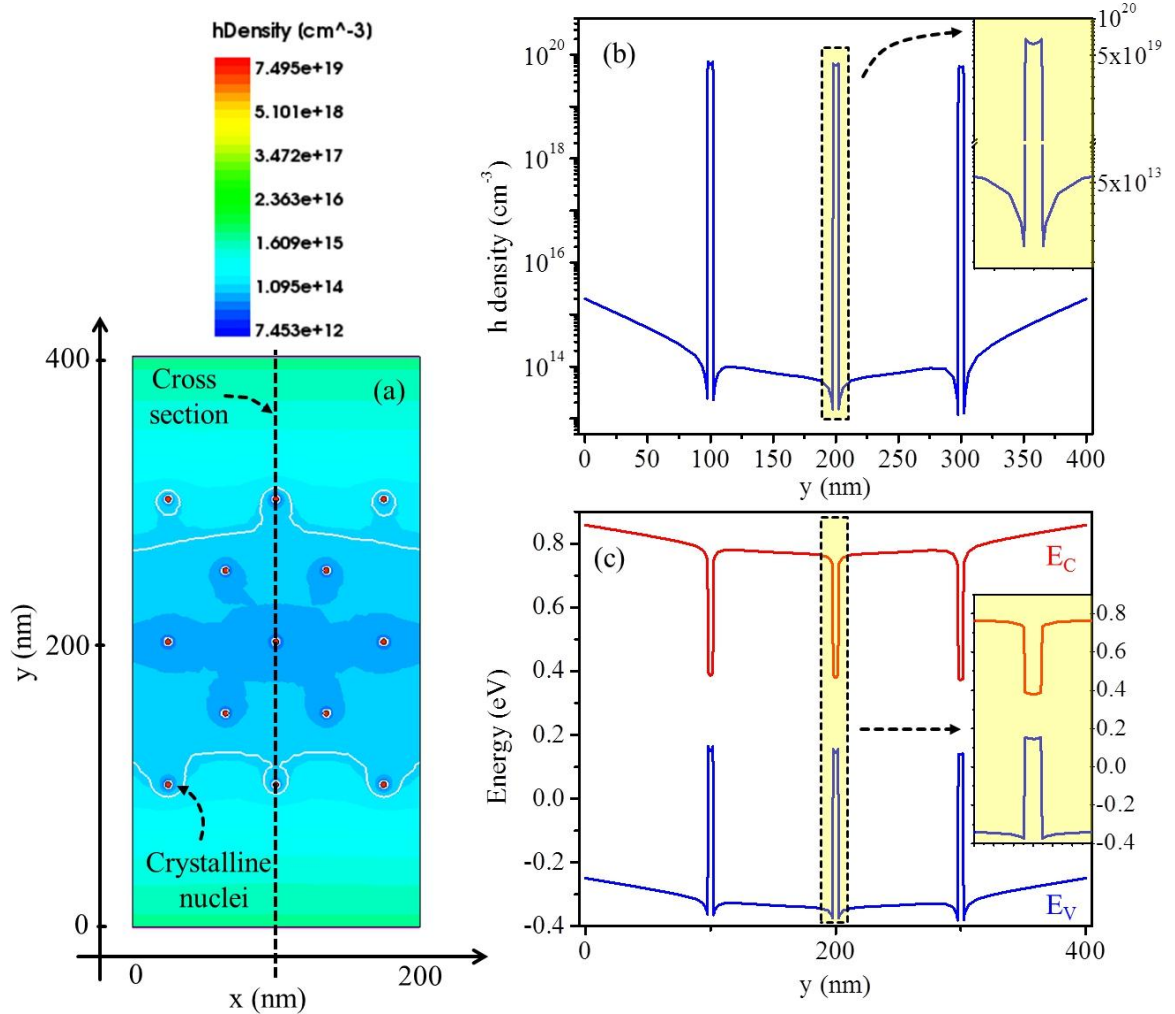 hDensity (cm^-3)
7.495e+19
5.101e+18
3.472e+17
2.363e+16
1.609e+15
1.095e+14
7.453e+12
400
200
0
y (nm)
Cross
section
(a)
Crystalline
nuclei
0
200
x (nm)
(b)
10^20
10^18
10^16
10^14
h density (cm^-3)
0 50 100 150 200 250 300 350 400
y (nm)
10^20
5x10^19
5x10^13
(c)
0.8
0.6
0.4
0.2
0.0
-0.2
-0.4
Energy (eV)
E_C
E_V
0.8
0.6
0.4
0.2
0.0
-0.2
-0.4
0 100 200 300 400
y (nm)